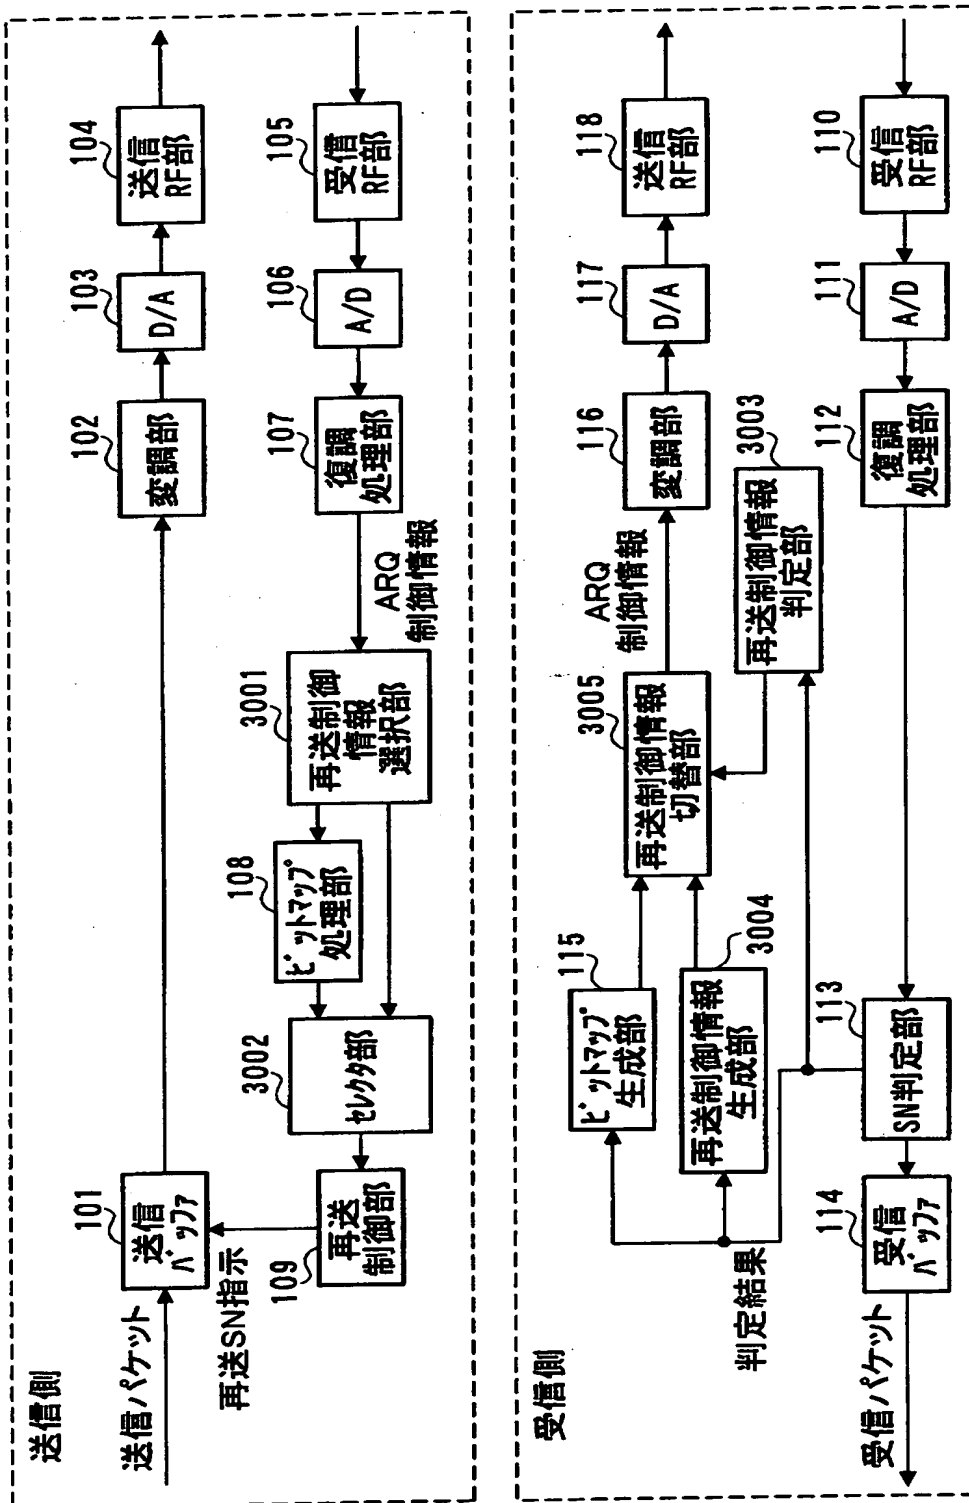 送信側
送信パケット
101
送信
バッファ
102
変調部
103
D/A
104
送信
RF部
105
受信
RF部
106
A/D
107
復調
処理部
ARQ
制御情報
3001
再送制御
情報
選択部
108
ビットマップ
処理部
3002
セレクタ部
109
再送
制御部
再送SN指示
受信側
110
受信
RF部
111
A/D
112
復調
処理部
113
SN判定部
114
受信
バッファ
受信パケット
判定結果
115
ビットマップ
生成部
3004
再送制御情報
生成部
3003
再送制御情報
判定部
3005
再送制御情報
切替部
ARQ
制御情報
116
変調部
117
D/A
118
送信
RF部